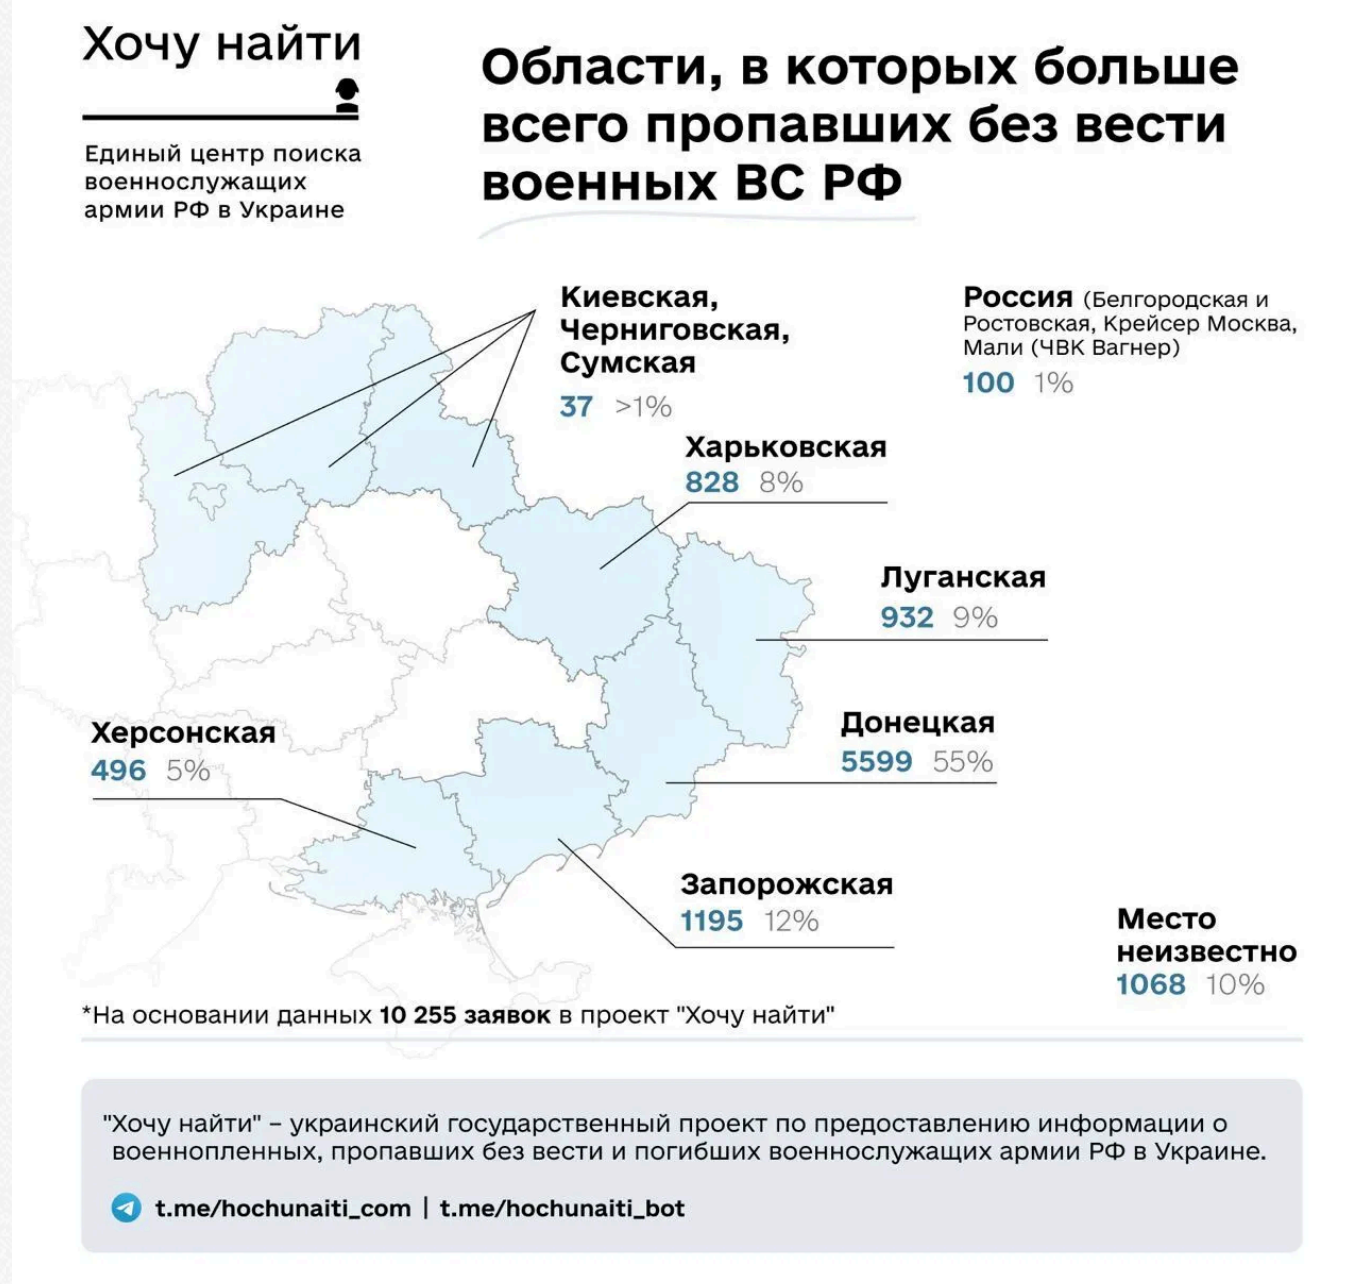 Хочу найти
Единый центр поиска
военнослужащих
армии РФ в Украине
Области, в которых больше
всего пропавших без вести
военных ВС РФ
Киевская,
Черниговская,
Сумская
37 >1%
Россия (Белгородская и
Ростовская, Крейсер Москва,
Мали (ЧВК Вагнер)
100 1%
Харьковская
828 8%
Луганская
932 9%
Херсонская
496 5%
Донецкая
5599 55%
Запорожская
1195 12%
Место
неизвестно
1068 10%
*На основании данных 10 255 заявок в проект "Хочу найти"
"Хочу найти" – украинский государственный проект по предоставлению информации о
военнопленных, пропавших без вести и погибших военнослужащих армии РФ в Украине.
t.me/hochunaiti_com | t.me/hochunaiti_bot